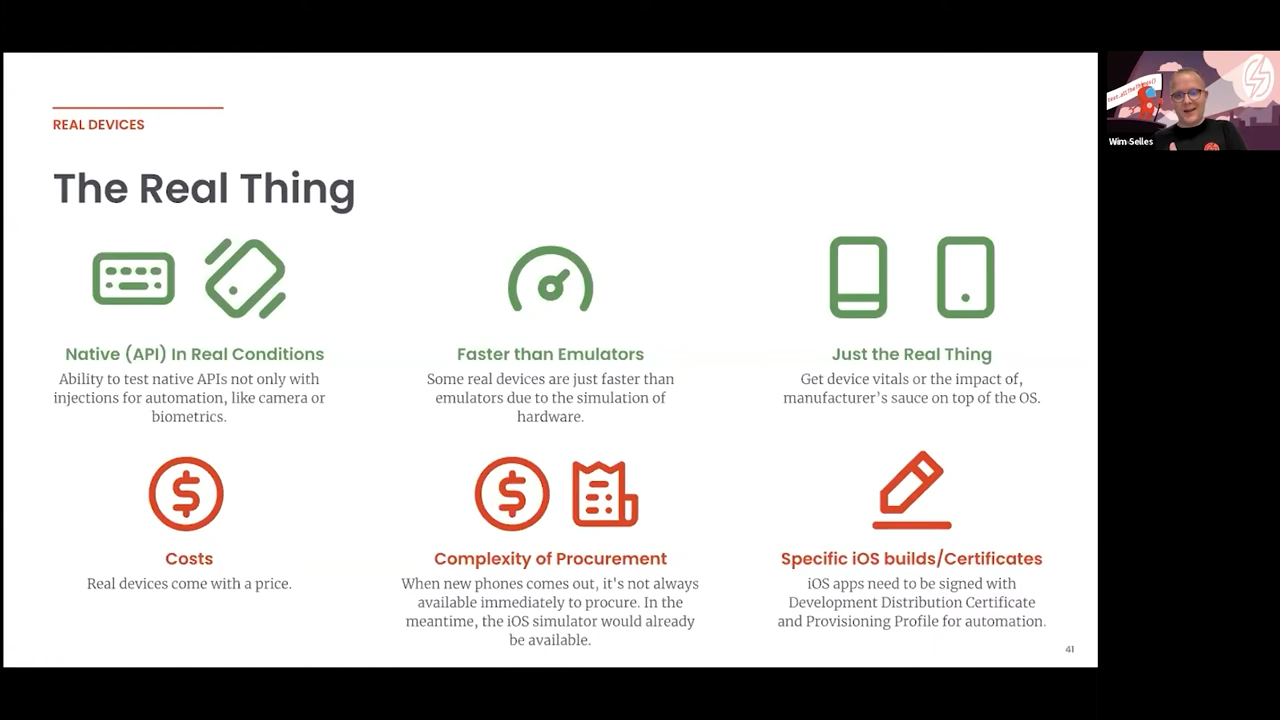 REAL DEVICES
The Real Thing
Native (API) In Real Conditions
Ability to test native APIs not only with
injections for automation, like camera or
biometrics.
Faster than Emulators
Some real devices are just faster than
emulators due to the simulation of
hardware.
Just the Real Thing
Get device vitals or the impact of,
manufacturer's sauce on top of the OS.
Costs
Real devices come with a price.
Complexity of Procurement
When new phones comes out, it's not always
available immediately to procure. In the
meantime, the iOS simulator would already
be available.
Specific iOS builds/Certificates
iOS apps need to be signed with
Development Distribution Certificate
and Provisioning Profile for automation.
41
Wim Selles